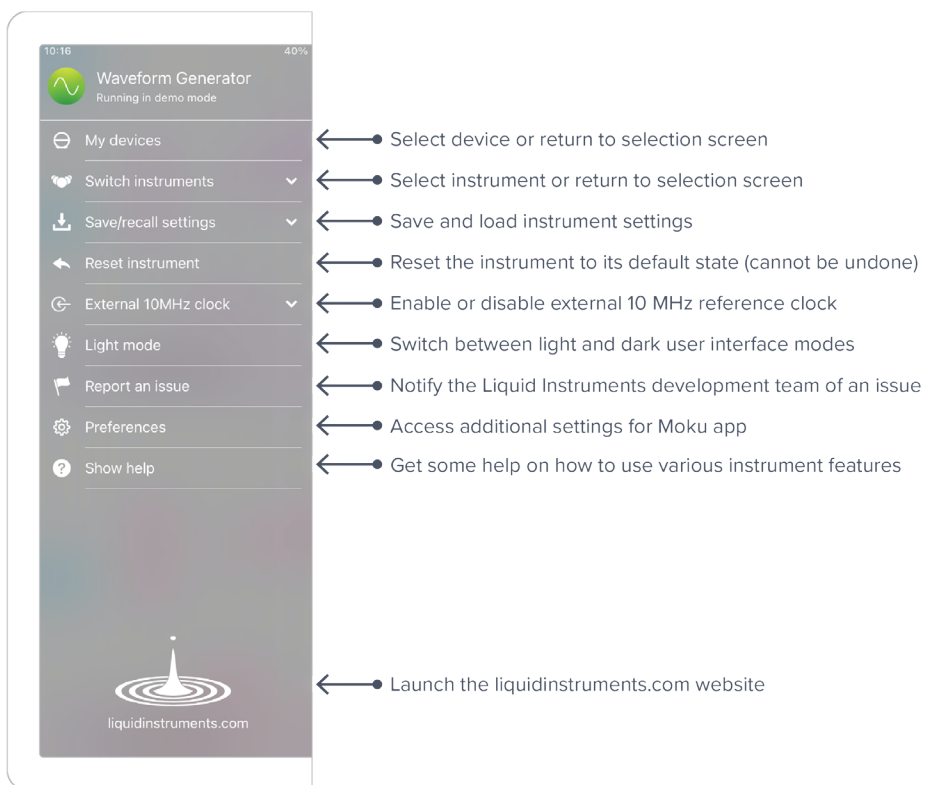 10:16 40%
Waveform Generator
Running in demo mode
My devices
Select device or return to selection screen
Switch instruments
Select instrument or return to selection screen
Save/recall settings
Save and load instrument settings
Reset instrument
Reset the instrument to its default state (cannot be undone)
External 10MHz clock
Enable or disable external 10 MHz reference clock
Light mode
Switch between light and dark user interface modes
Report an issue
Notify the Liquid Instruments development team of an issue
Preferences
Access additional settings for Moku app
Show help
Get some help on how to use various instrument features
Launch the liquidinstruments.com website
liquidinstruments.com